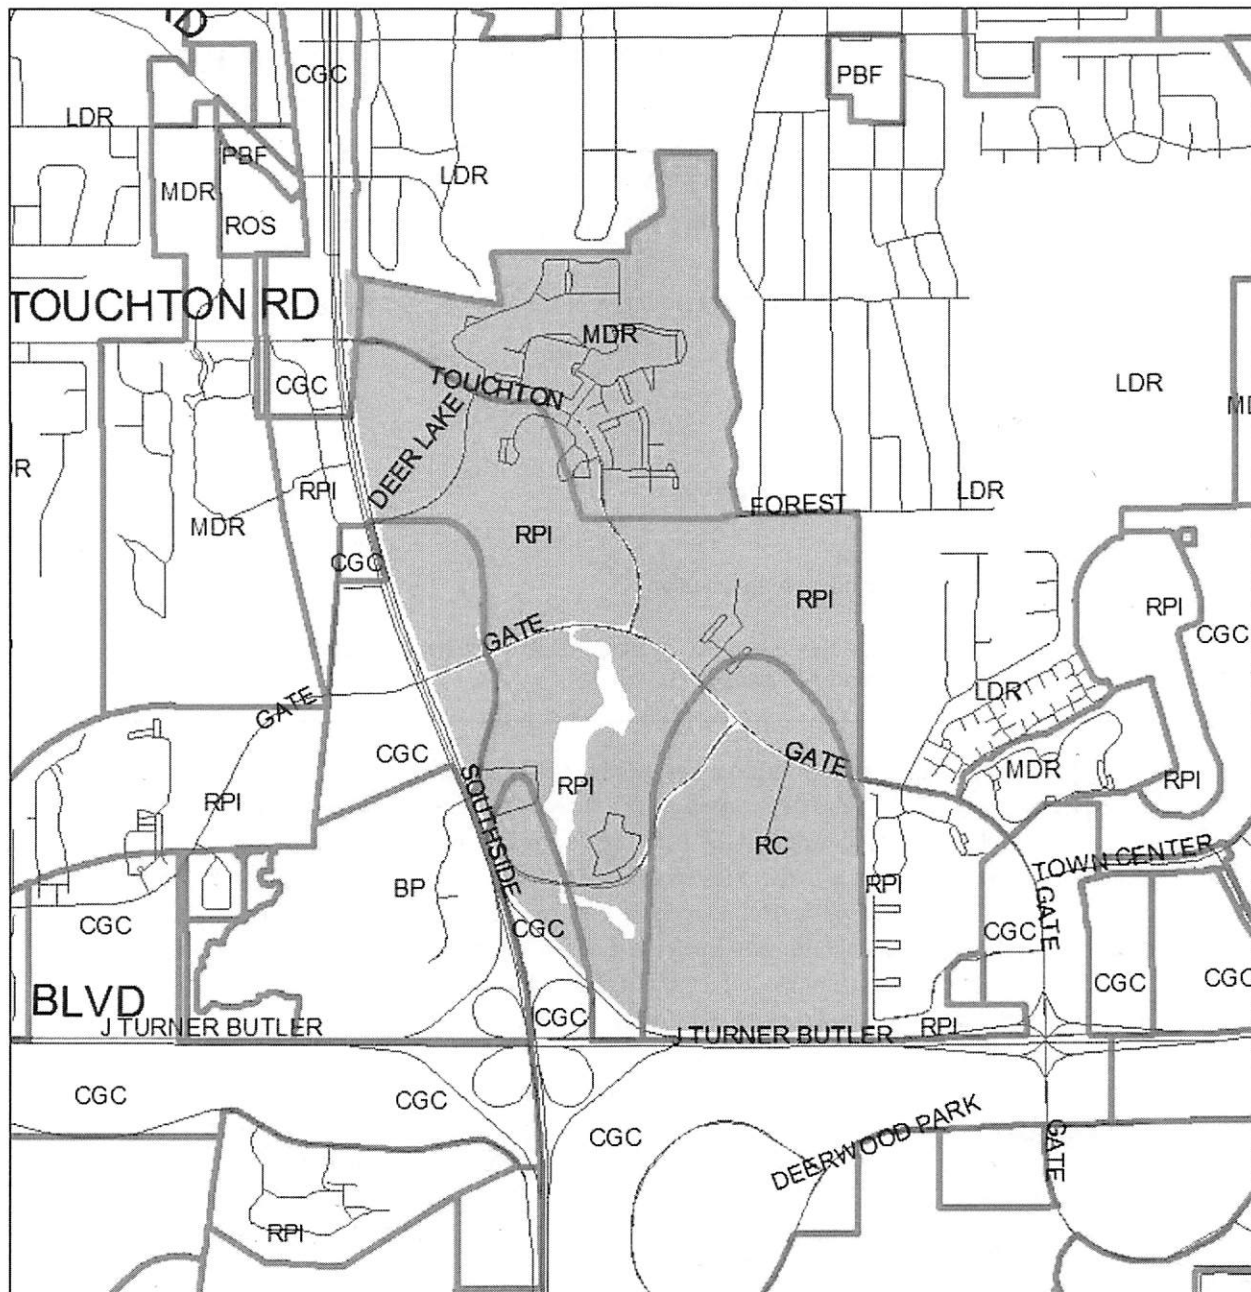 CGC
PBF
LDR
PBF
MDR
LDR
ROS
TOUCHTON RD
MDR
CGC
TOUCHTON
LDR
DEER LAKE
RPI
FOREST
LDR
MDR
RPI
CGC
RPI
RPI
CGC
GATE
LDR
GATE
CGC
GATE
MDR
RPI
SOUTHSIDE
RPI
RPI
RC
TOWN CENTER
BP
RPI
GATE
CGC
CGC
CGC
CGC
CGC
BLVD
CGC
J TURNER BUTLER
J TURNER BUTLER
RPI
CGC
CGC
CGC
DEERWOOD PARK
GATE
RPI